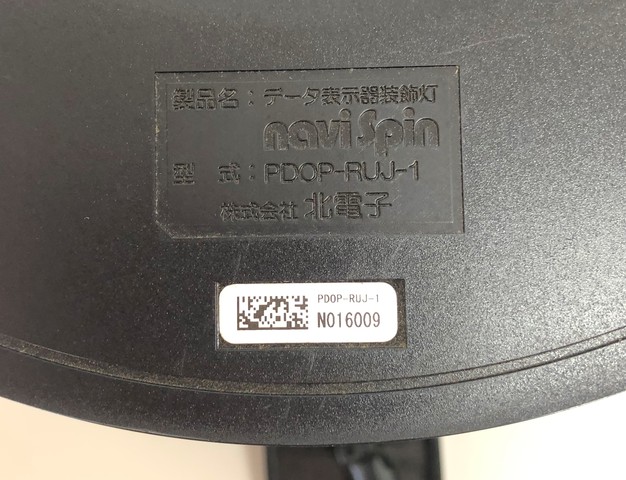 製品名：データ表示器装飾灯
navi Spin
型　式：PDOP-RUJ-1
株式会社 北電子
PDOP-RUJ-1
N016009